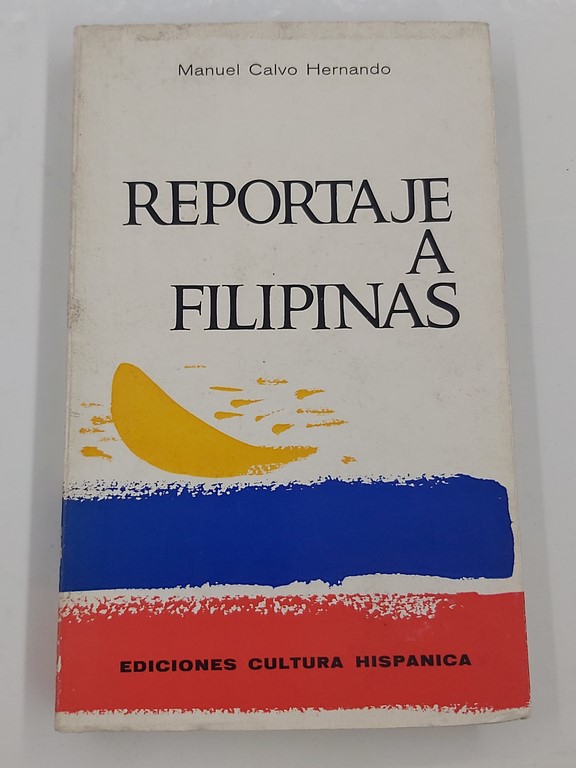 Manuel Calvo Hernando
REPORTAJE
A
FILIPINAS
EDICIONES CULTURA HISPANICA